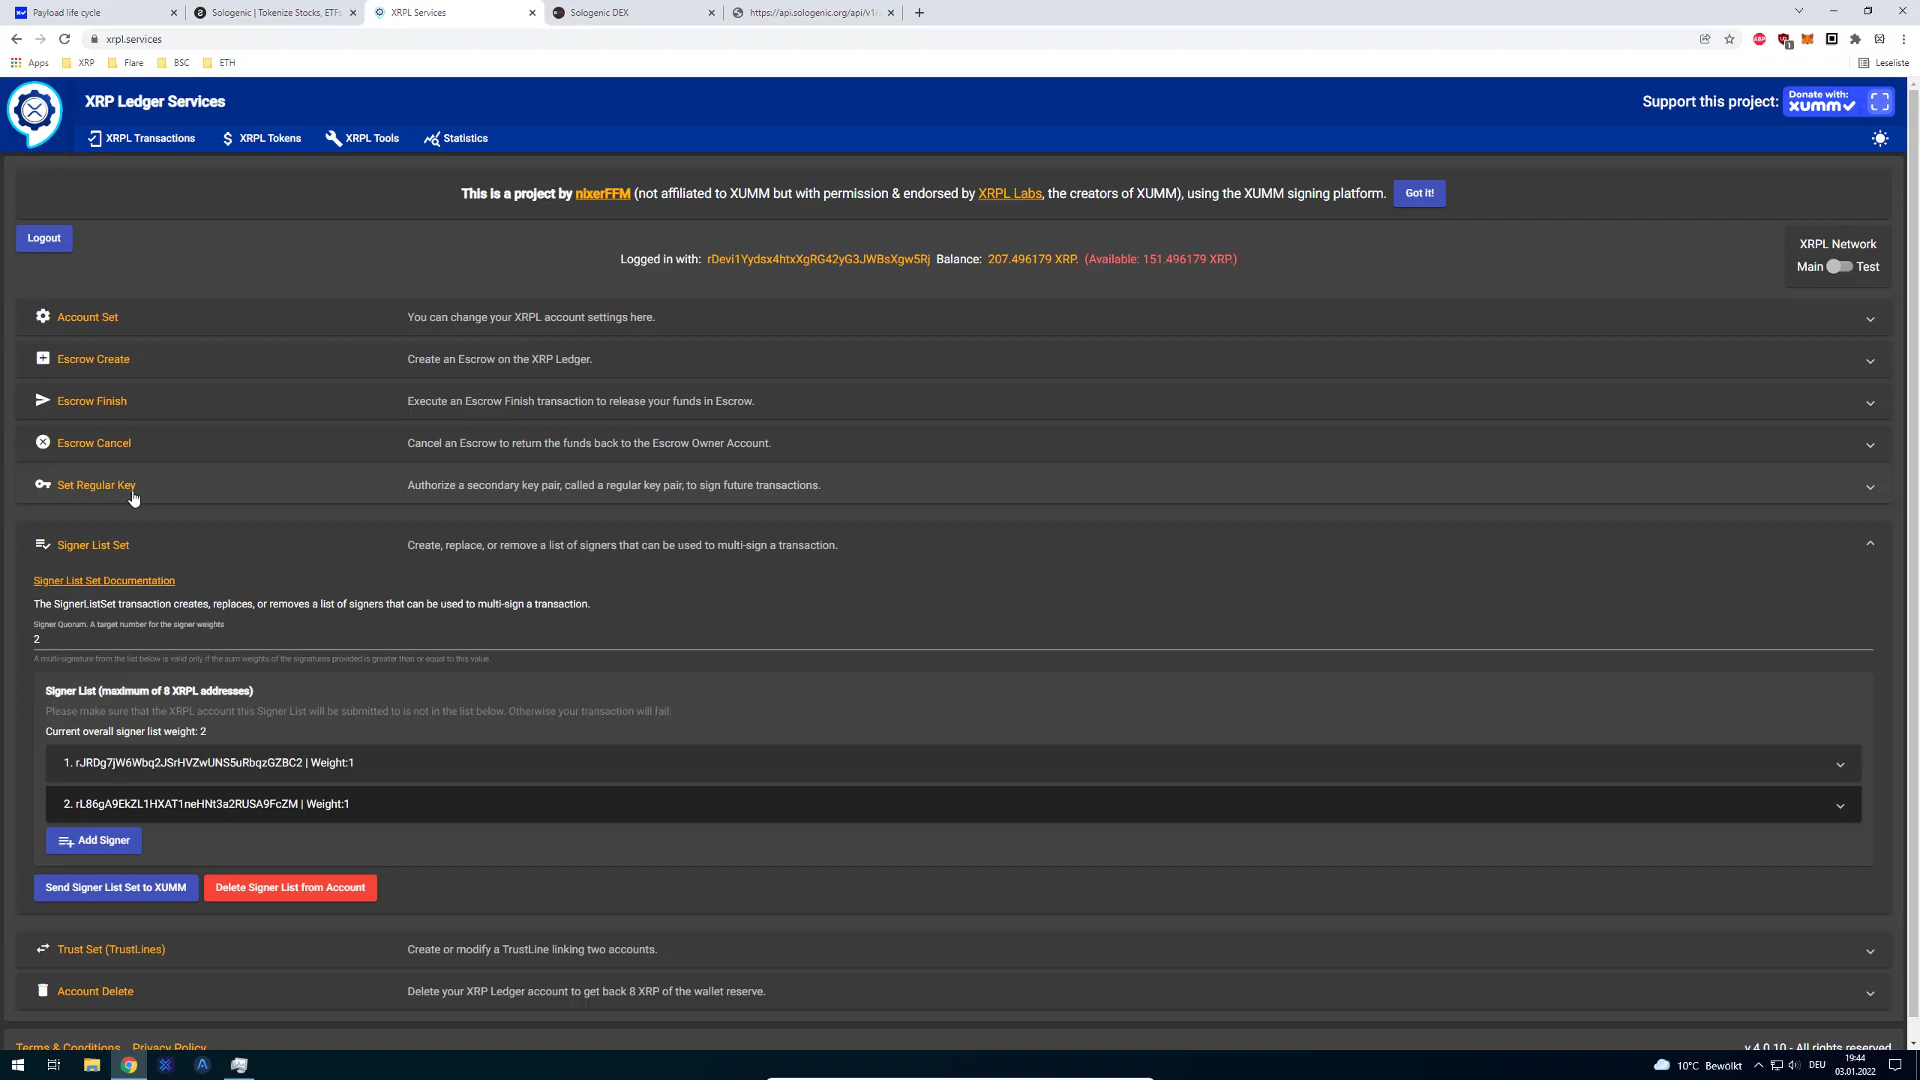 Payload life cycle
Sologenic | Tokenize Stocks, ETFs
XRPL Services
Sologenic DEX
https://api.sologenic.org/api/v1/
xrpl.services
Apps
XRP
Flare
BSC
ETH
Leseliste
XRP Ledger Services
Support this project:
Donate with:
xumm
XRPL Transactions
XRPL Tokens
XRPL Tools
Statistics
This is a project by nixerFFM (not affiliated to XUMM but with permission & endorsed by XRPL Labs, the creators of XUMM), using the XUMM signing platform.
Got it!
Logout
Logged in with: rDevi1Yydsx4htxXgRG42yG3JWBsXgw5Rj Balance: 207.496179 XRP. (Available: 151.496179 XRP.)
XRPL Network
Main Test
Account Set
You can change your XRPL account settings here.
Escrow Create
Create an Escrow on the XRP Ledger.
Escrow Finish
Execute an Escrow Finish transaction to release your funds in Escrow.
Escrow Cancel
Cancel an Escrow to return the funds back to the Escrow Owner Account.
Set Regular Key
Authorize a secondary key pair, called a regular key pair, to sign future transactions.
Signer List Set
Create, replace, or remove a list of signers that can be used to multi-sign a transaction.
Signer List Set Documentation
The SignerListSet transaction creates, replaces, or removes a list of signers that can be used to multi-sign a transaction.
Signer Quorum. A target number for the signer weights
2
A multi-signature from the list below is valid only if the sum weights of the signatures provided is greater than or equal to this value.
Signer List (maximum of 8 XRPL addresses)
Please make sure that the XRPL account this Signer List will be submitted to is not in the list below. Otherwise your transaction will fail.
Current overall signer list weight: 2
1. rJRDg7jW6Wbq2JSrHVZwUNS5uRbqzGZBC2 | Weight:1
2. rL86gA9EkZL1HXAT1neHNt3a2RUSA9FcZM | Weight:1
Add Signer
Send Signer List Set to XUMM
Delete Signer List from Account
Trust Set (TrustLines)
Create or modify a TrustLine linking two accounts.
Account Delete
Delete your XRP Ledger account to get back 8 XRP of the wallet reserve.
Terms & Conditions
Privacy Policy
v 4.0.10 - All rights reserved
10°C Bewölkt
DEU
19:44
03.01.2022